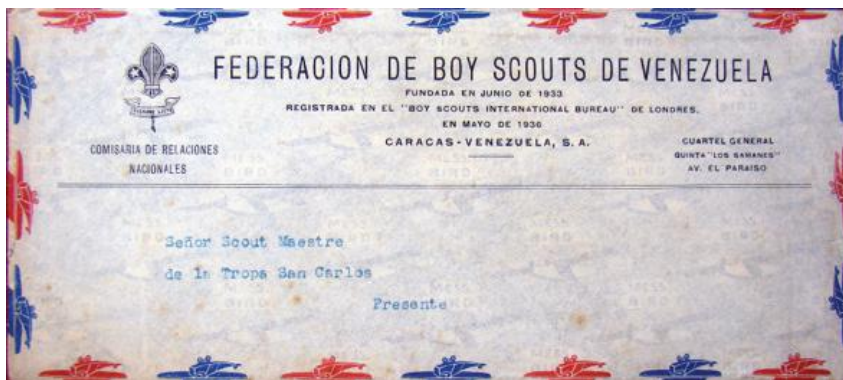 FEDERACION DE BOY SCOUTS DE VENEZUELA
FUNDADA EN JUNIO DE 1933
REGISTRADA EN EL "BOY SCOUTS INTERNATIONAL BUREAU" DE LONDRES.
EN MAYO DE 1936
CARACAS-VENEZUELA, S. A.
SIEMPRE LISTO
COMISARIA DE RELACIONES
NACIONALES
CUARTEL GENERAL
QUINTA "LOS SAMANES"
AV. EL PARAISO
Señor Scout Maestre
de la Tropa San Carlos
Presente